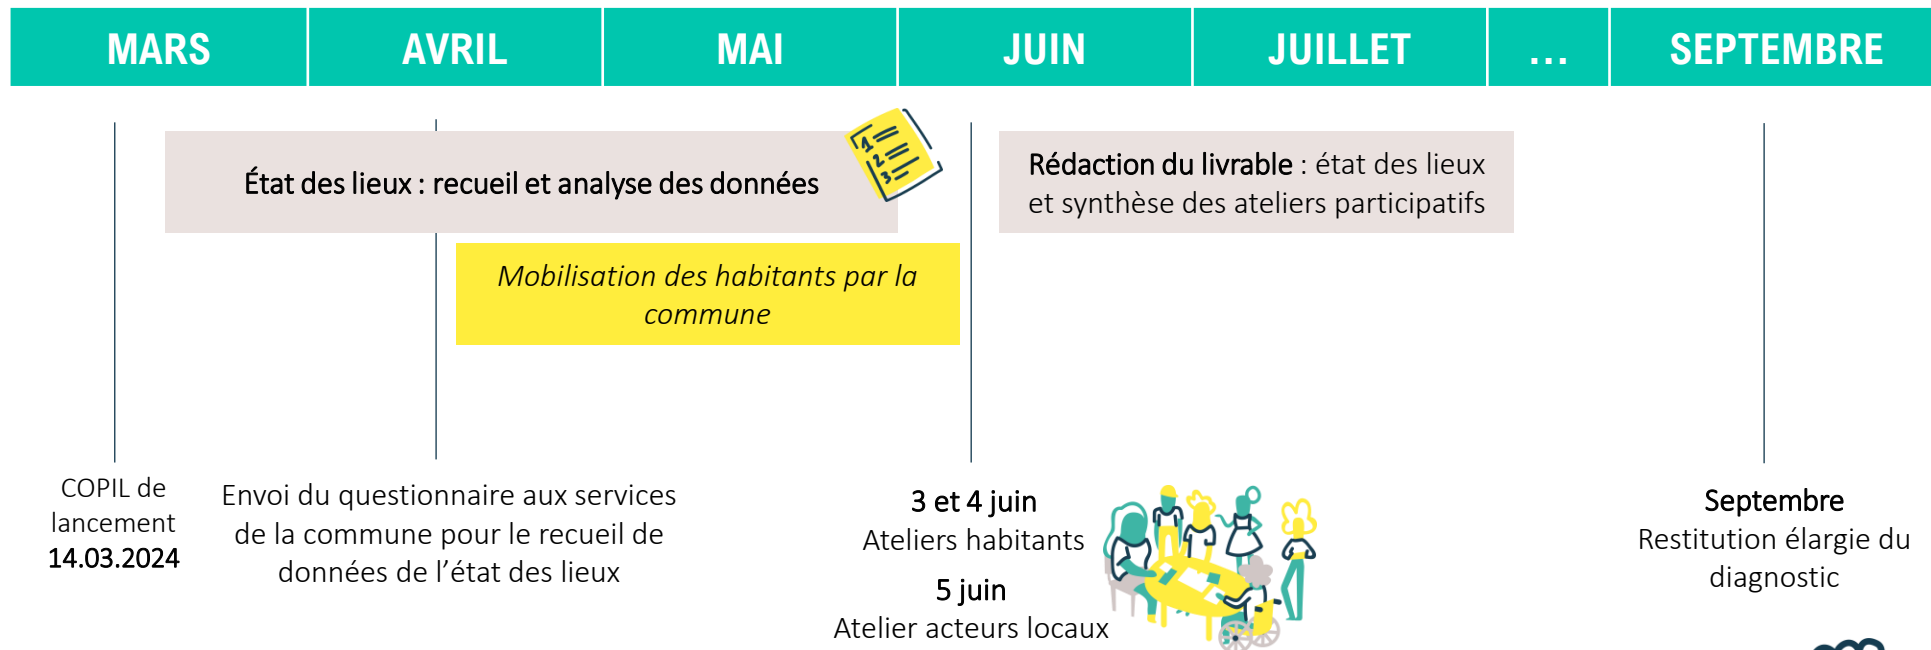 MARS AVRIL MAI JUIN JUILLET ... SEPTEMBRE
État des lieux : recueil et analyse des données
1
2
3
Rédaction du livrable : état des lieux
et synthèse des ateliers participatifs
Mobilisation des habitants par la
commune
COPIL de
lancement
14.03.2024
Envoi du questionnaire aux services
de la commune pour le recueil de
données de l’état des lieux
3 et 4 juin
Ateliers habitants
5 juin
Atelier acteurs locaux
Septembre
Restitution élargie du
diagnostic